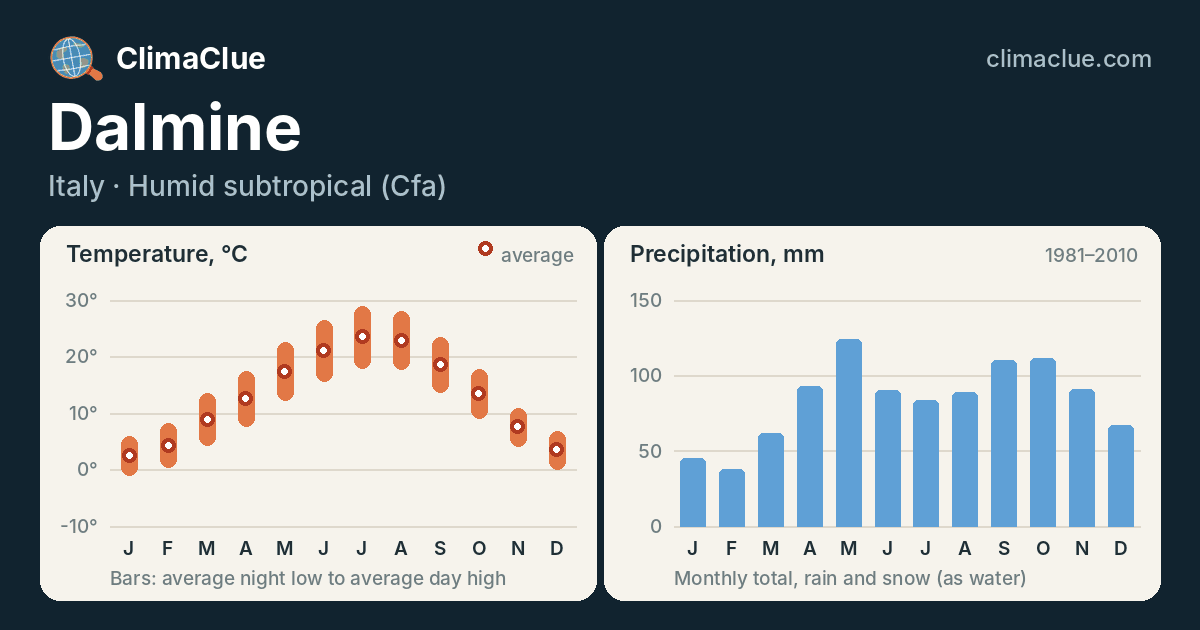 ClimaClue
climaclue.com
Dalmine
Italy · Humid subtropical (Cfa)
Temperature, °C
average
30°
20°
10°
0°
-10°
J F M A M J J A S O N D
Bars: average night low to average day high
Precipitation, mm
1981–2010
150
100
50
0
J F M A M J J A S O N D
Monthly total, rain and snow (as water)